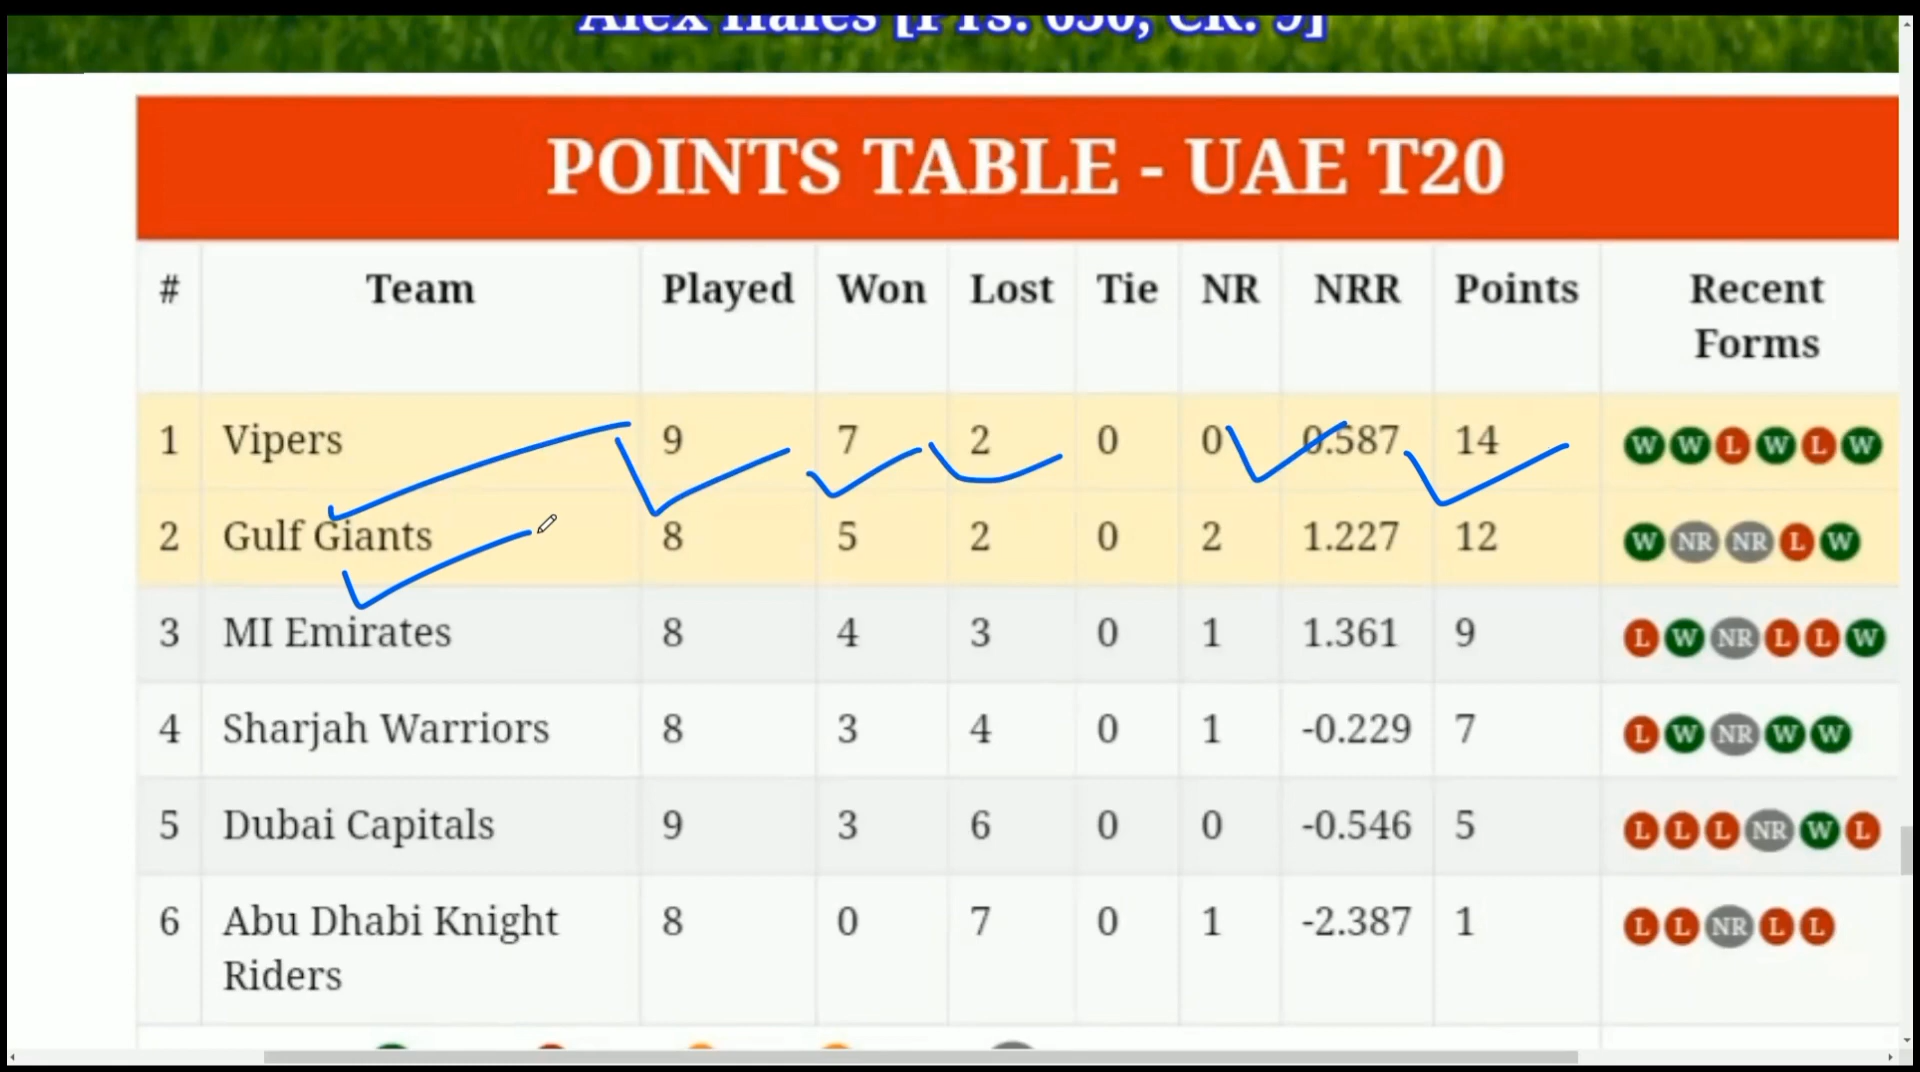 Alex Hales [PTs: 630, CR: 9]
POINTS TABLE - UAE T20
# Team Played Won Lost Tie NR NRR Points Recent Forms
1 Vipers 9 7 2 0 0 0.587 14 W W L W L W
2 Gulf Giants 8 5 2 0 2 1.227 12 W NR NR L W
3 MI Emirates 8 4 3 0 1 1.361 9 L W NR L L W
4 Sharjah Warriors 8 3 4 0 1 -0.229 7 L W NR W W
5 Dubai Capitals 9 3 6 0 0 -0.546 5 L L L NR W L
6 Abu Dhabi Knight Riders 8 0 7 0 1 -2.387 1 L L NR L L